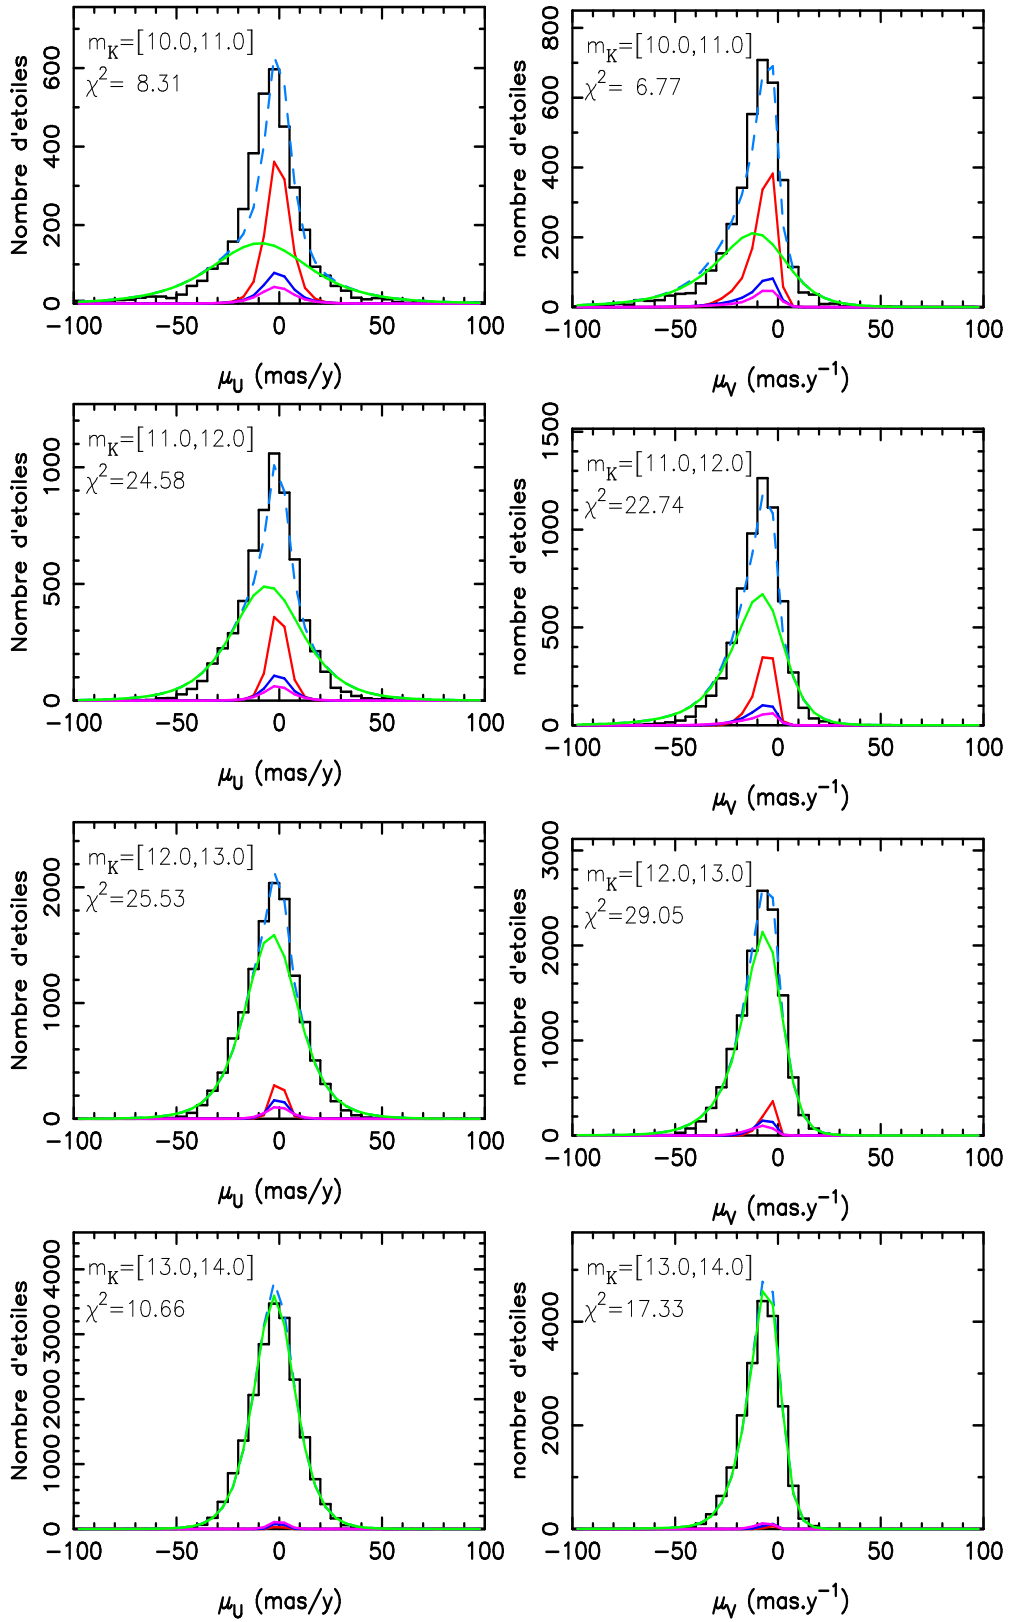 m_K=[10.0,11.0]
χ²= 8.31
Nombre d'etoiles
0 200 400 600
−100 −50 0 50 100
μ_U (mas/y)
m_K=[10.0,11.0]
χ²= 6.77
nombre d'etoiles
0 200 400 600 800
−100 −50 0 50 100
μ_V (mas.y⁻¹)
m_K=[11.0,12.0]
χ²=24.58
Nombre d'etoiles
0 500 1000
−100 −50 0 50 100
μ_U (mas/y)
m_K=[11.0,12.0]
χ²=22.74
nombre d'etoiles
0 500 1000 1500
−100 −50 0 50 100
μ_V (mas.y⁻¹)
m_K=[12.0,13.0]
χ²=25.53
Nombre d'etoiles
0 1000 2000
−100 −50 0 50 100
μ_U (mas/y)
m_K=[12.0,13.0]
χ²=29.05
nombre d'etoiles
0 1000 2000 3000
−100 −50 0 50 100
μ_V (mas.y⁻¹)
m_K=[13.0,14.0]
χ²=10.66
Nombre d'etoiles
0 1000 2000 3000 4000
−100 −50 0 50 100
μ_U (mas/y)
m_K=[13.0,14.0]
χ²=17.33
nombre d'etoiles
0 2000 4000
−100 −50 0 50 100
μ_V (mas.y⁻¹)